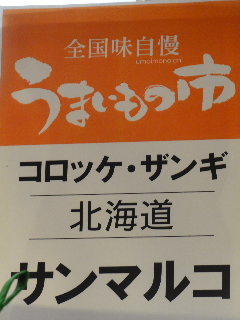 全国味自慢
umaimono ichi
うまいもの市
コロッケ・ザンギ
北海道
サンマルコ